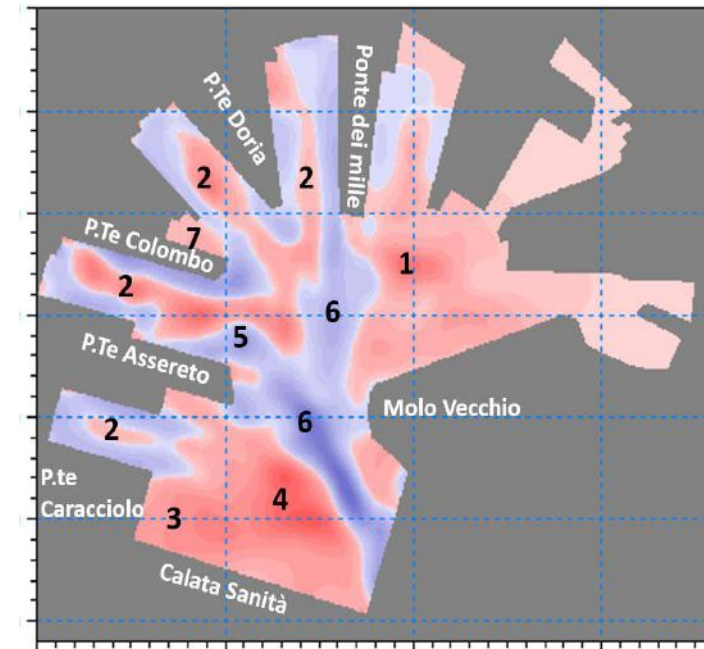 P.Te Doria
Ponte dei mille
2
2
7
P.Te Colombo
1
2
6
5
P.Te Assereto
Molo Vecchio
6
2
P.te
Caracciolo
4
3
Calata Sanità